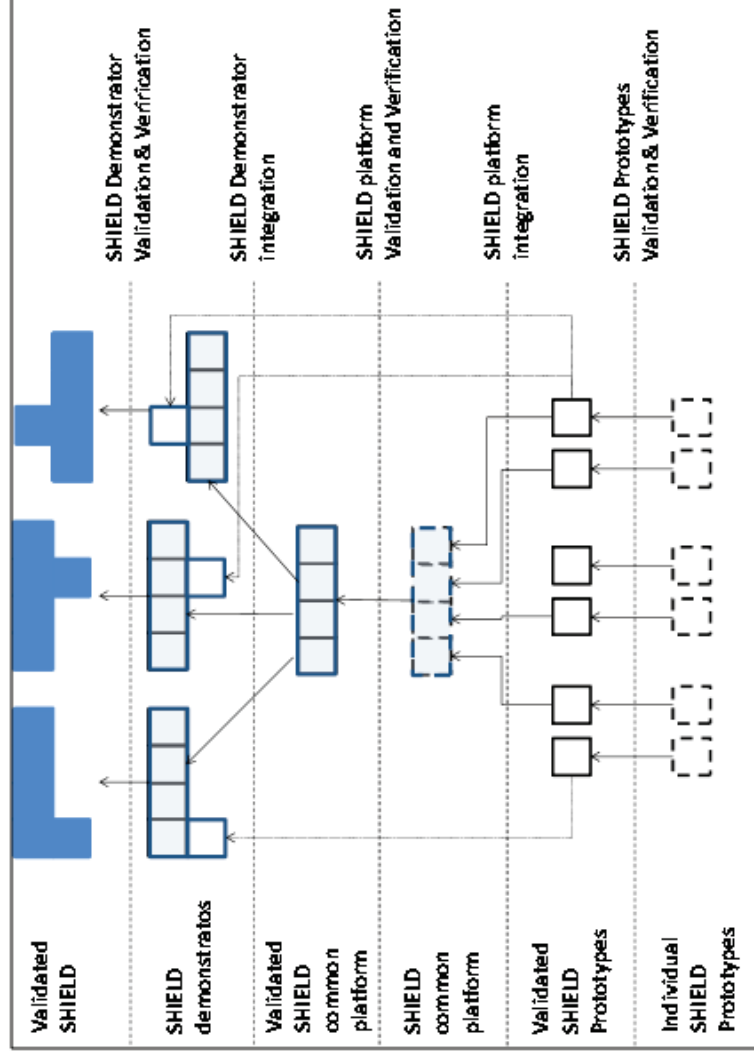 Validated
SHIELD
SHIELD
demonstratos
Validated
SHIELD
common
platform
SHIELD
common
platform
Validated
SHIELD
Prototypes
Individual
SHIELD
Prototypes
SHIELD Demonstrator
Validation & Verirication
SHIELD Demonstrator
integration
SHIELD platform
Validation and Verification
SHIELD platform
integration
SHIELD Prototypes
Validation & Verification